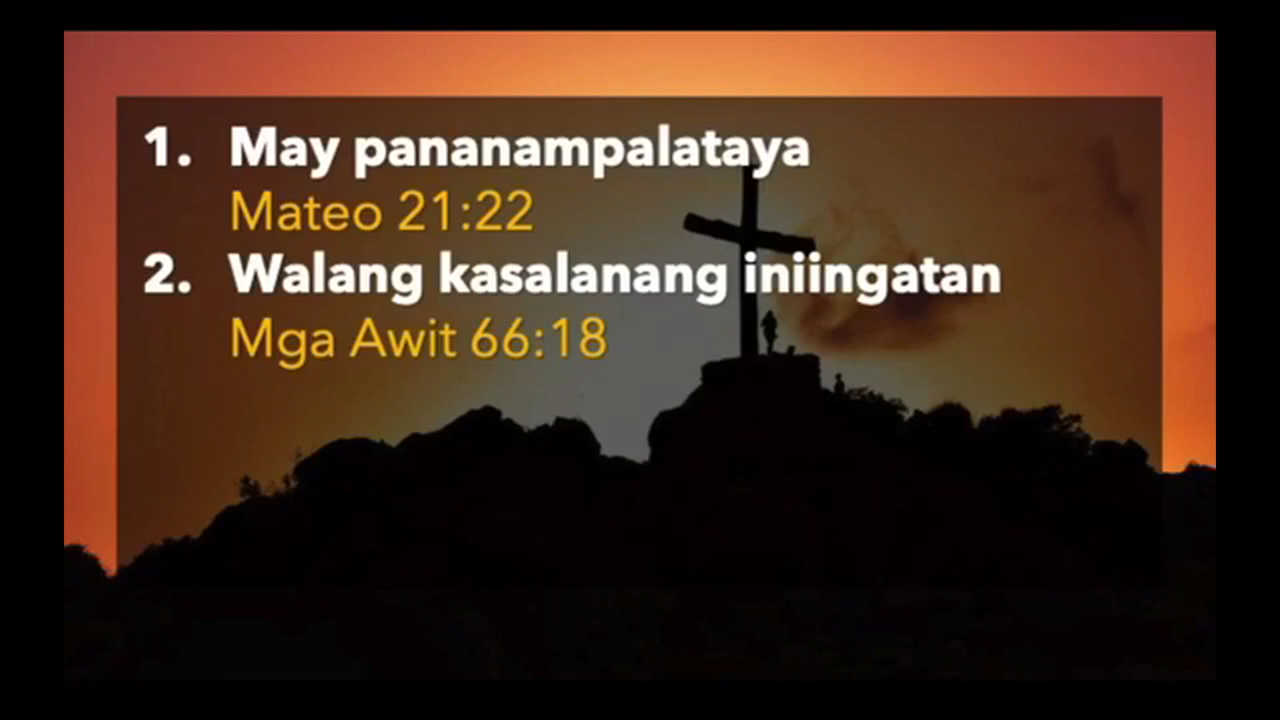 1. May pananampalataya
Mateo 21:22
2. Walang kasalanang iniingatan
Mga Awit 66:18